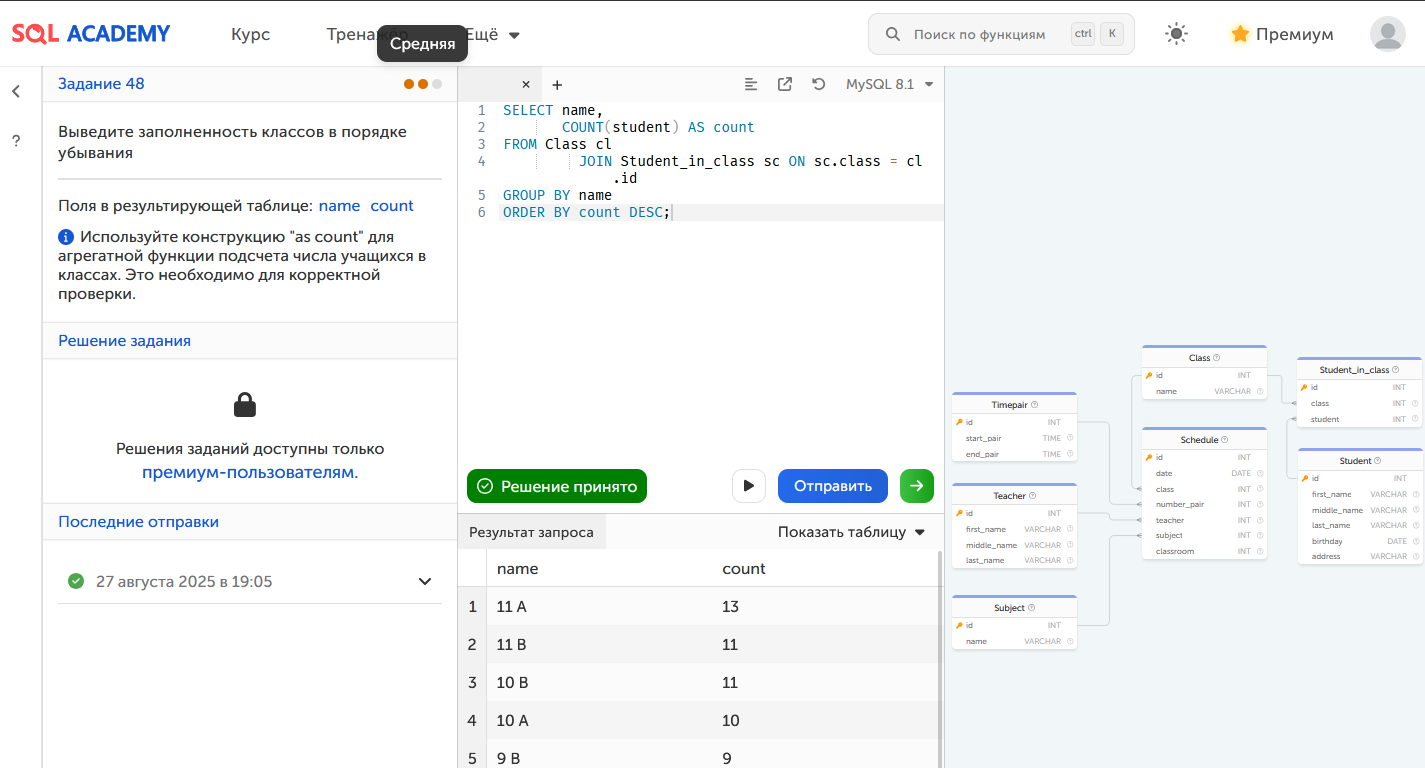 SQL ACADEMY
Курс
Тренажёр
Ещё
Средняя
Поиск по функциям
ctrl
K
Премиум
Задание 48
Выведите заполненность классов в порядке
убывания
Поля в результирующей таблице: name count
Используйте конструкцию "as count" для
агрегатной функции подсчета числа учащихся в
классах. Это необходимо для корректной
проверки.
Решение задания
Решения заданий доступны только
премиум-пользователям.
Последние отправки
27 августа 2025 в 19:05
?
× +
MySQL 8.1
1 SELECT name,
2 COUNT(student) AS count
3 FROM Class cl
4 JOIN Student_in_class sc ON sc.class = cl
.id
5 GROUP BY name
6 ORDER BY count DESC;
Решение принято
Отправить
Результат запроса
Показать таблицу
name count
1 11 A 13
2 11 B 11
3 10 B 11
4 10 A 10
5 9 B 9
Timepair
id INT
start_pair TIME
end_pair TIME
Teacher
id INT
first_name VARCHAR
middle_name VARCHAR
last_name VARCHAR
Subject
id INT
name VARCHAR
Class
id INT
name VARCHAR
Schedule
id INT
date DATE
class INT
number_pair INT
teacher INT
subject INT
classroom INT
Student_in_class
id INT
class INT
student INT
Student
id INT
first_name VARCHAR
middle_name VARCHAR
last_name VARCHAR
birthday DATE
address VARCHAR